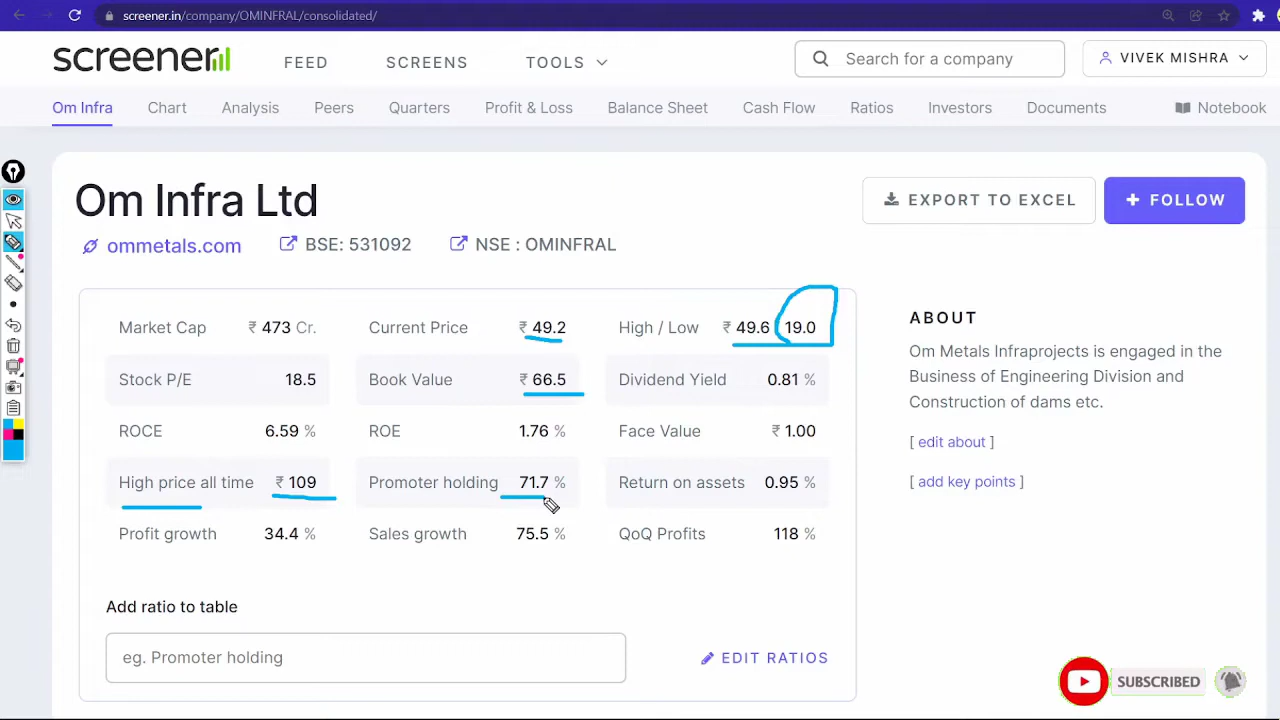 screener.in/company/OMINFRAL/consolidated/
screener FEED SCREENS TOOLS Search for a company VIVEK MISHRA
Om Infra Chart Analysis Peers Quarters Profit & Loss Balance Sheet Cash Flow Ratios Investors Documents Notebook
Om Infra Ltd
EXPORT TO EXCEL + FOLLOW
ommetals.com BSE: 531092 NSE : OMINFRAL
Market Cap ₹ 473 Cr. Current Price ₹ 49.2 High / Low ₹ 49.6 19.0
Stock P/E 18.5 Book Value ₹ 66.5 Dividend Yield 0.81 %
ROCE 6.59 % ROE 1.76 % Face Value ₹ 1.00
High price all time ₹ 109 Promoter holding 71.7 % Return on assets 0.95 %
Profit growth 34.4 % Sales growth 75.5 % QoQ Profits 118 %
Add ratio to table
eg. Promoter holding EDIT RATIOS
ABOUT
Om Metals Infraprojects is engaged in the
Business of Engineering Division and
Construction of dams etc.
[ edit about ]
[ add key points ]
SUBSCRIBED